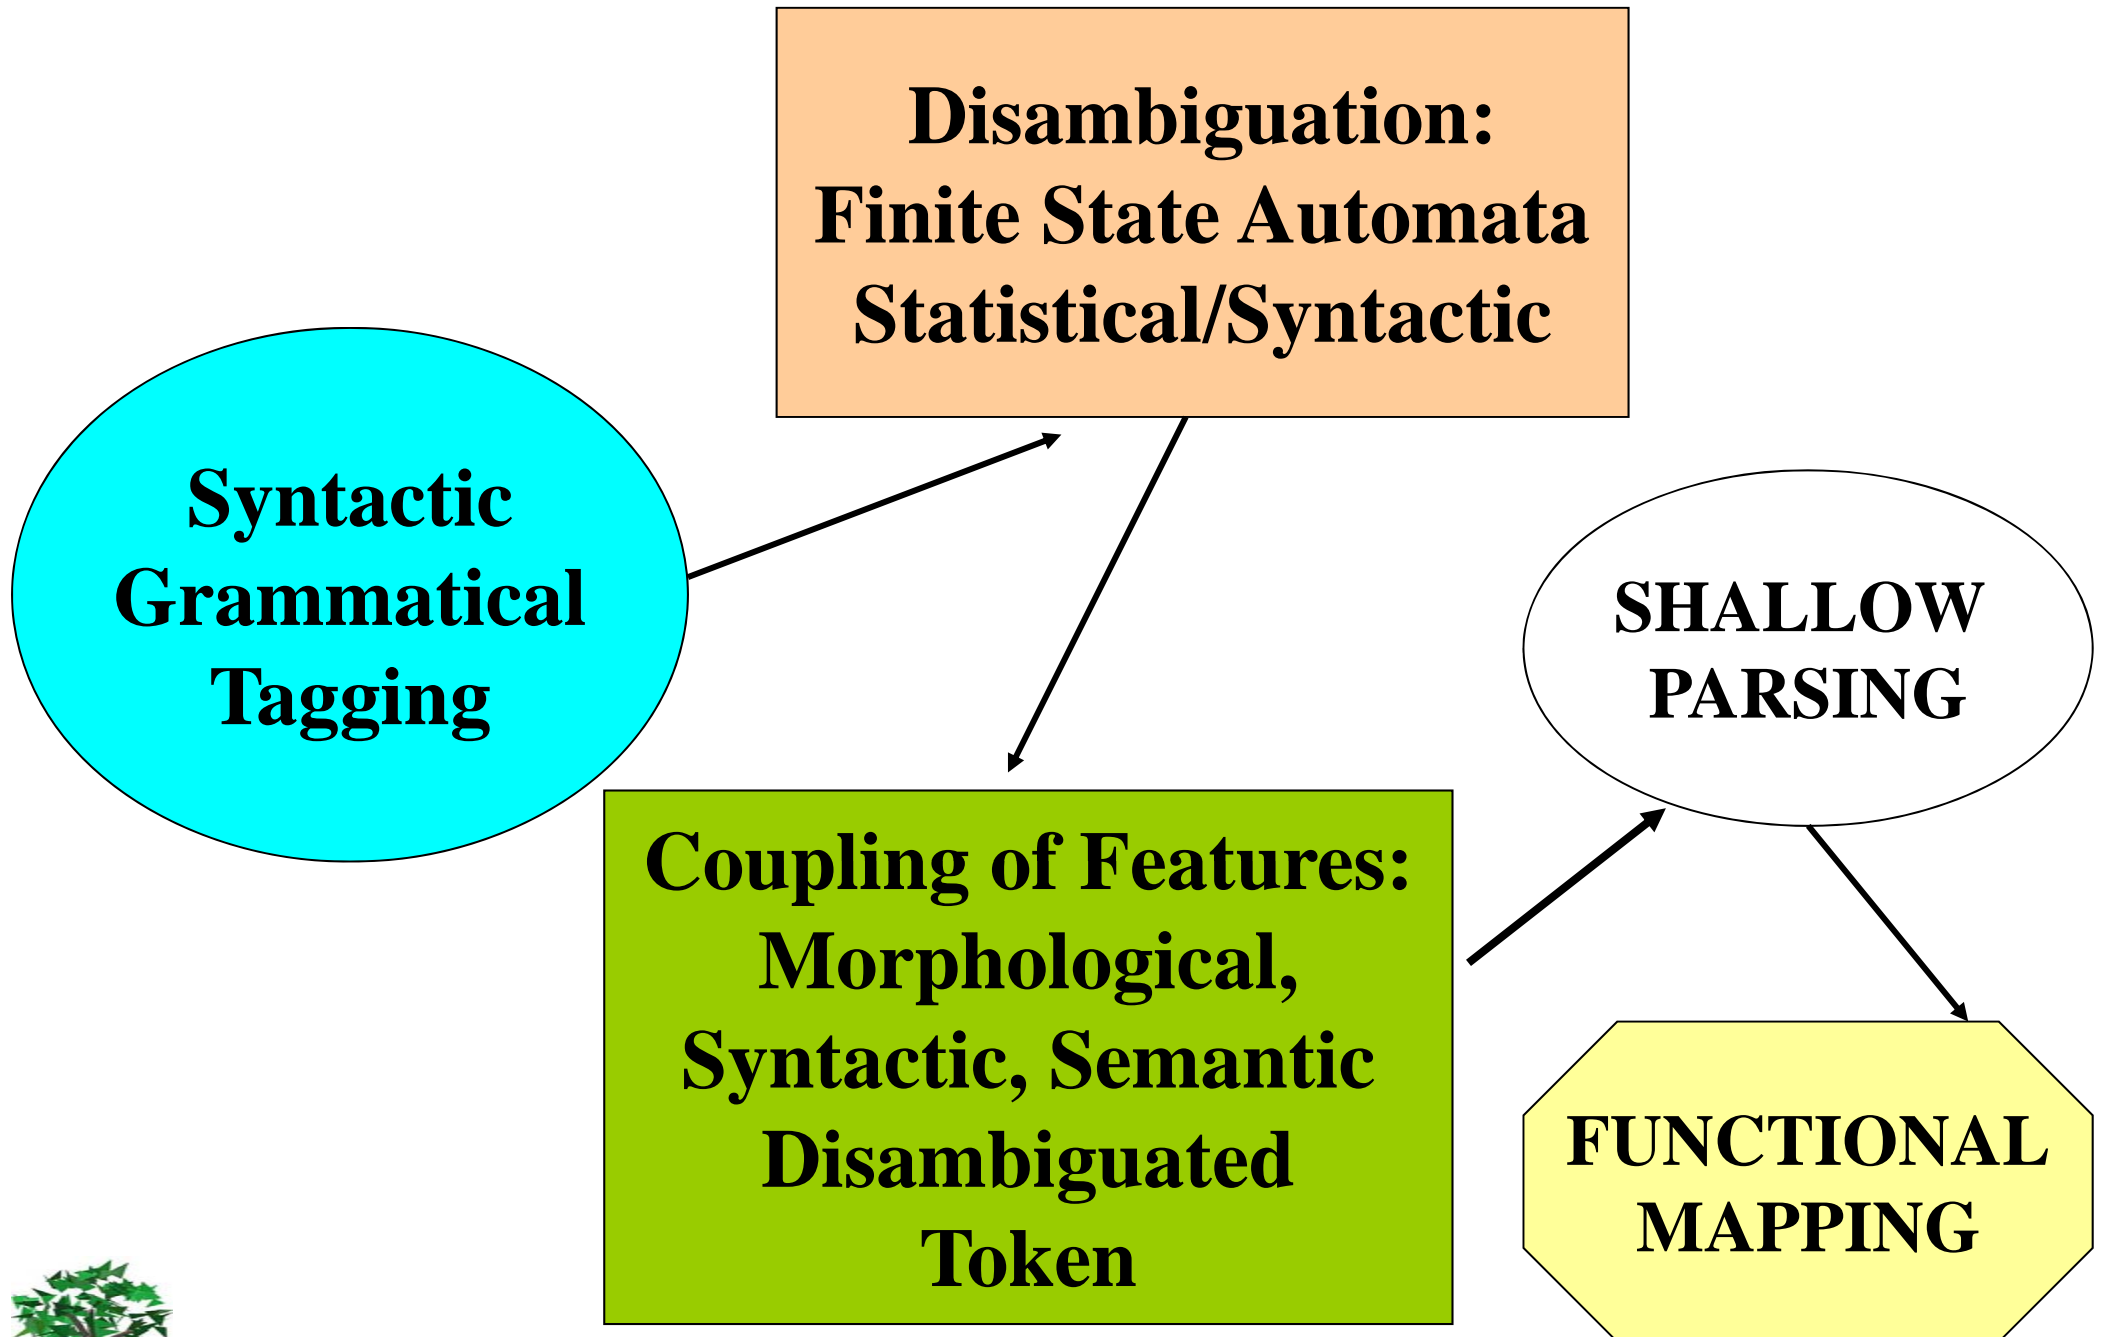 Disambiguation:
Finite State Automata
Statistical/Syntactic
Syntactic
Grammatical
Tagging
SHALLOW
PARSING
Coupling of Features:
Morphological,
Syntactic, Semantic
Disambiguated
Token
FUNCTIONAL
MAPPING